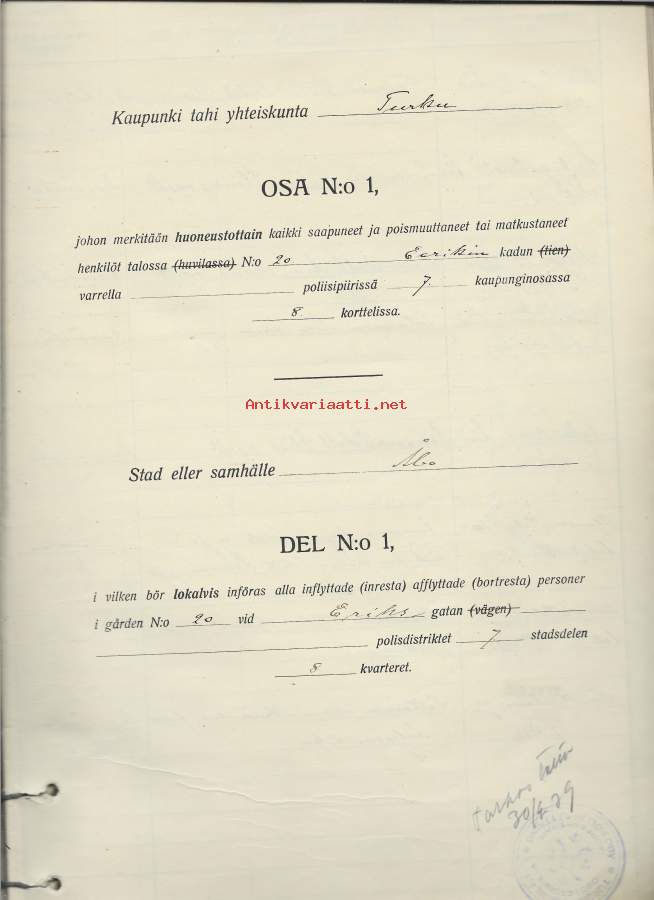 Kaupunki tahi yhteiskunta Turku
OSA N:o 1,
johon merkitään huoneustottain kaikki saapuneet ja poismuuttaneet tai matkustaneet
henkilöt talossa (huvilassa) N:o 20 Eerikin kadun (tien)
varrella poliisipiirissä 7. kaupunginosassa
8. korttelissa.
Antikvariaatti.net
Stad eller samhälle Åbo
DEL N:o 1,
i vilken bör lokalvis införas alla inflyttade (inresta) afflyttade (bortresta) personer
i gården N:o 20 vid Eriks gatan (vägen)
polisdistriktet 7 stadsdelen
8 kvarteret.
30/4 29